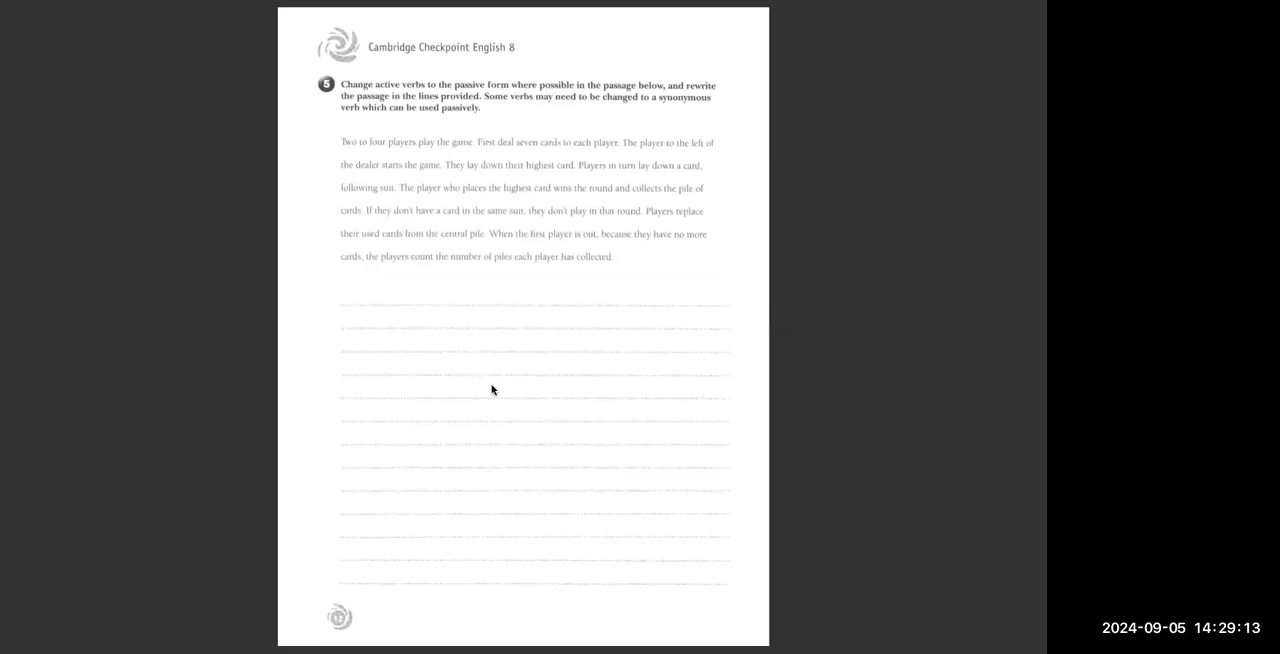 Cambridge Checkpoint English 8
5 Change active verbs to the passive form where possible in the passage below, and rewrite
the passage in the lines provided. Some verbs may need to be changed to a synonymous
verb which can be used passively.
Two to four players play the game. First deal seven cards to each player. The player to the left of
the dealer starts the game. They lay down their highest card. Players in turn lay down a card,
following suit. The player who places the highest card wins the round and collects the pile of
cards. If they don't have a card in the same suit, they don't play in that round. Players replace
their used cards from the central pile. When the first player is out, because they have no more
cards, the players count the number of piles each player has collected.
12
2024-09-05 14:29:13